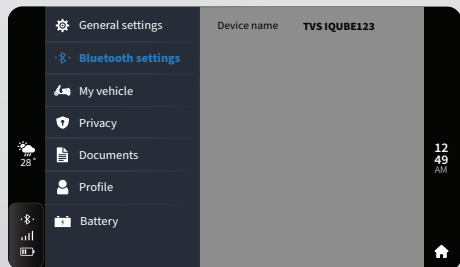 General settings
Device name TVS IQUBE123
Bluetooth settings
My vehicle
Privacy
Documents
Profile
Battery
28°
12
49
AM